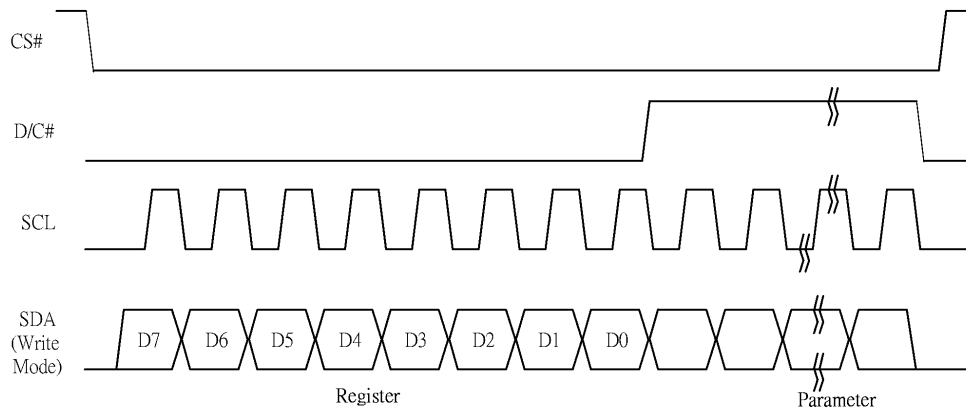 CS#
D/C#
SCL
SDA
(Write
Mode)
D7 D6 D5 D4 D3 D2 D1 D0
Register Parameter